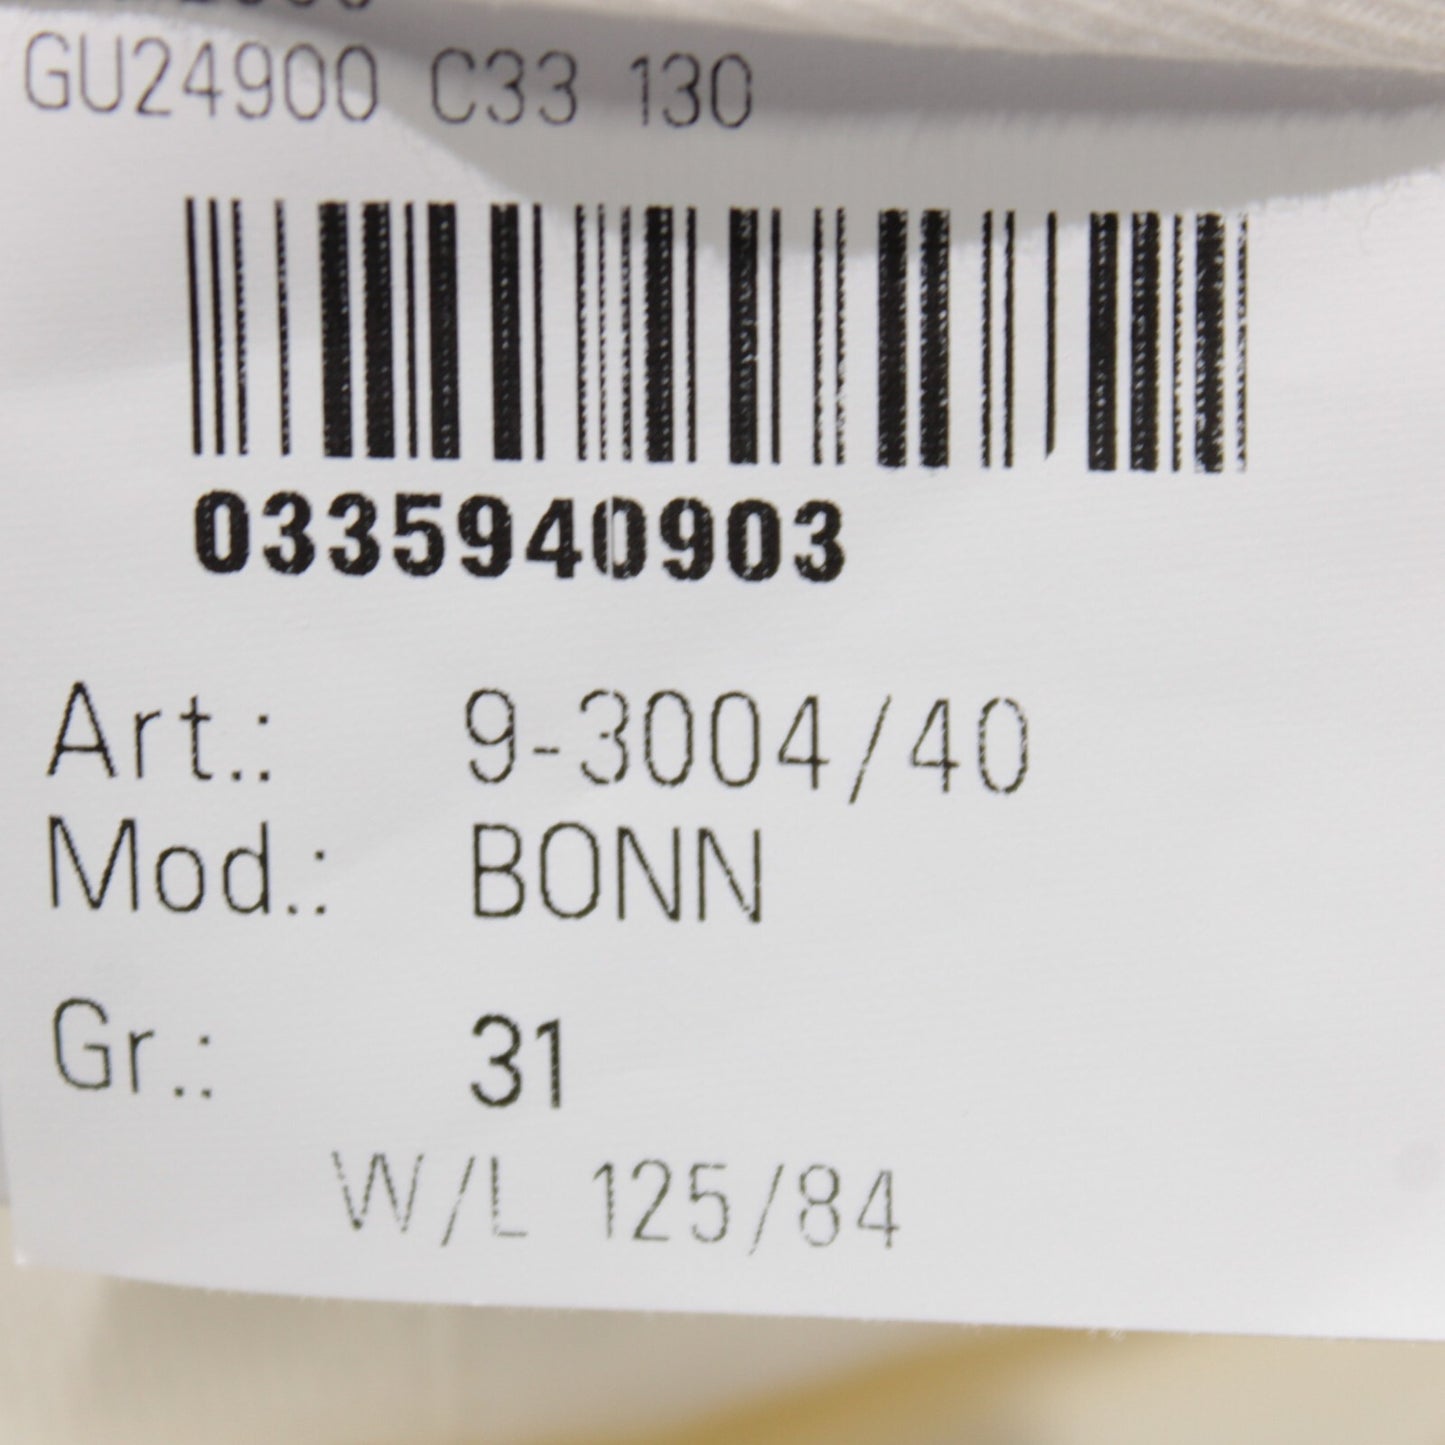 GU24900 C33 130
0335940903
Art.: 9-3004/40
Mod.: BONN
Gr.: 31
W/L 125/84